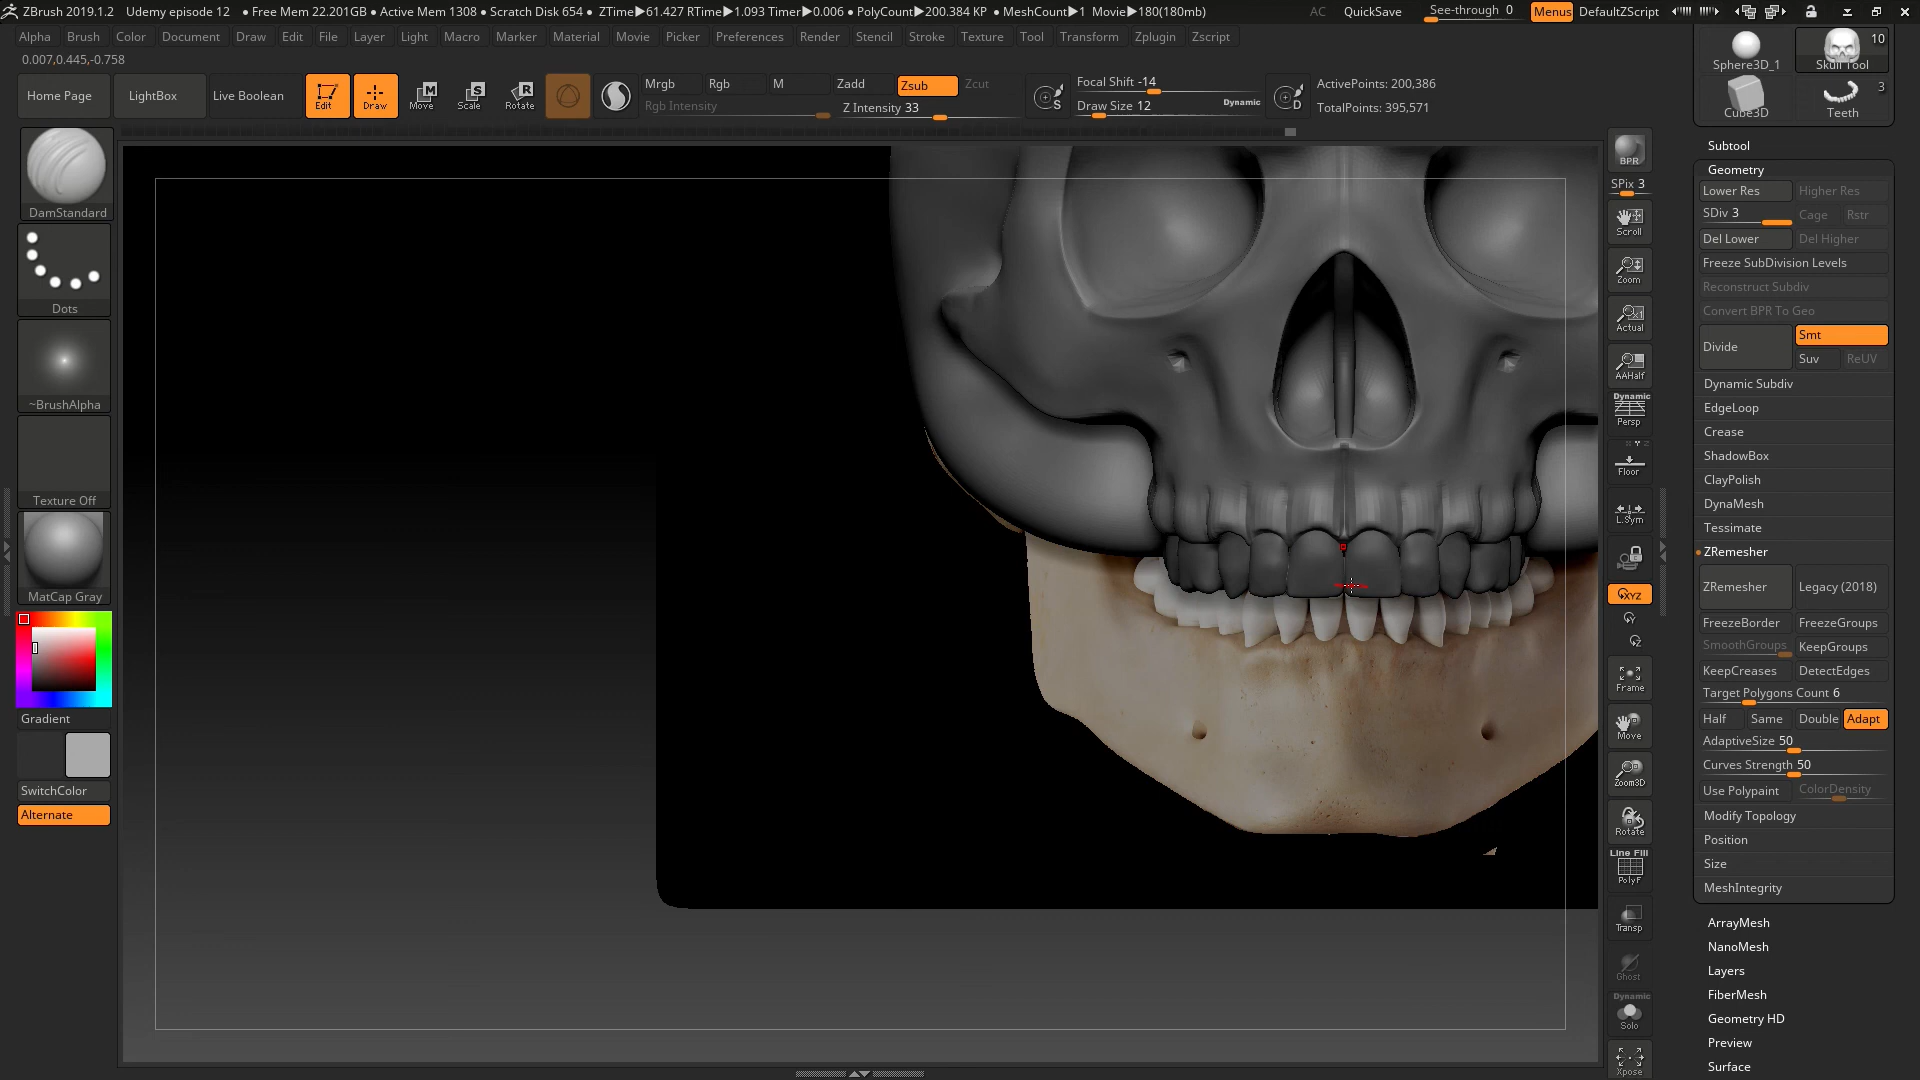 ZBrush 2019.1.2 Udemy episode 12 ● Free Mem 22.201GB ● Active Mem 1308 ● Scratch Disk 654 ● ZTime▶61.427 RTime▶1.093 Timer▶0.006 ● PolyCount▶200.384 KP ● MeshCount▶1 Movie▶180(180mb) AC QuickSave See-through 0 Menus DefaultZScript
Alpha Brush Color Document Draw Edit File Layer Light Macro Marker Material Movie Picker Preferences Render Stencil Stroke Texture Tool Transform Zplugin Zscript
0.007,0.445,-0.758
Home Page LightBox Live Boolean Edit Draw Move Scale Rotate
M S R
Mrgb Rgb M Zadd Zsub Zcut
Rgb Intensity Z Intensity 33
S Focal Shift -14
Draw Size 12 Dynamic
D ActivePoints: 200,386
TotalPoints: 395,571
DamStandard
Dots
~BrushAlpha
Texture Off
MatCap Gray
Gradient
SwitchColor
Alternate
BPR
SPix 3
Scroll
Zoom
Actual
AAHalf
Dynamic
Persp
Floor
L.Sym
XYZ
Y
Z
Frame
Move
Zoom3D
Rotate
Line Fill
PolyF
Transp
Ghost
Dynamic
Solo
Xpose
Sphere3D_1
10
Skull Tool
Cube3D
3
Teeth
Subtool
Geometry
Lower Res Higher Res
SDiv 3 Cage Rstr
Del Lower Del Higher
Freeze SubDivision Levels
Reconstruct Subdiv
Convert BPR To Geo
Divide Smt
Suv ReUV
Dynamic Subdiv
EdgeLoop
Crease
ShadowBox
ClayPolish
DynaMesh
Tessimate
ZRemesher
ZRemesher Legacy (2018)
FreezeBorder FreezeGroups
SmoothGroups KeepGroups
KeepCreases DetectEdges
Target Polygons Count 6
Half Same Double Adapt
AdaptiveSize 50
Curves Strength 50
Use Polypaint ColorDensity
Modify Topology
Position
Size
MeshIntegrity
ArrayMesh
NanoMesh
Layers
FiberMesh
Geometry HD
Preview
Surface